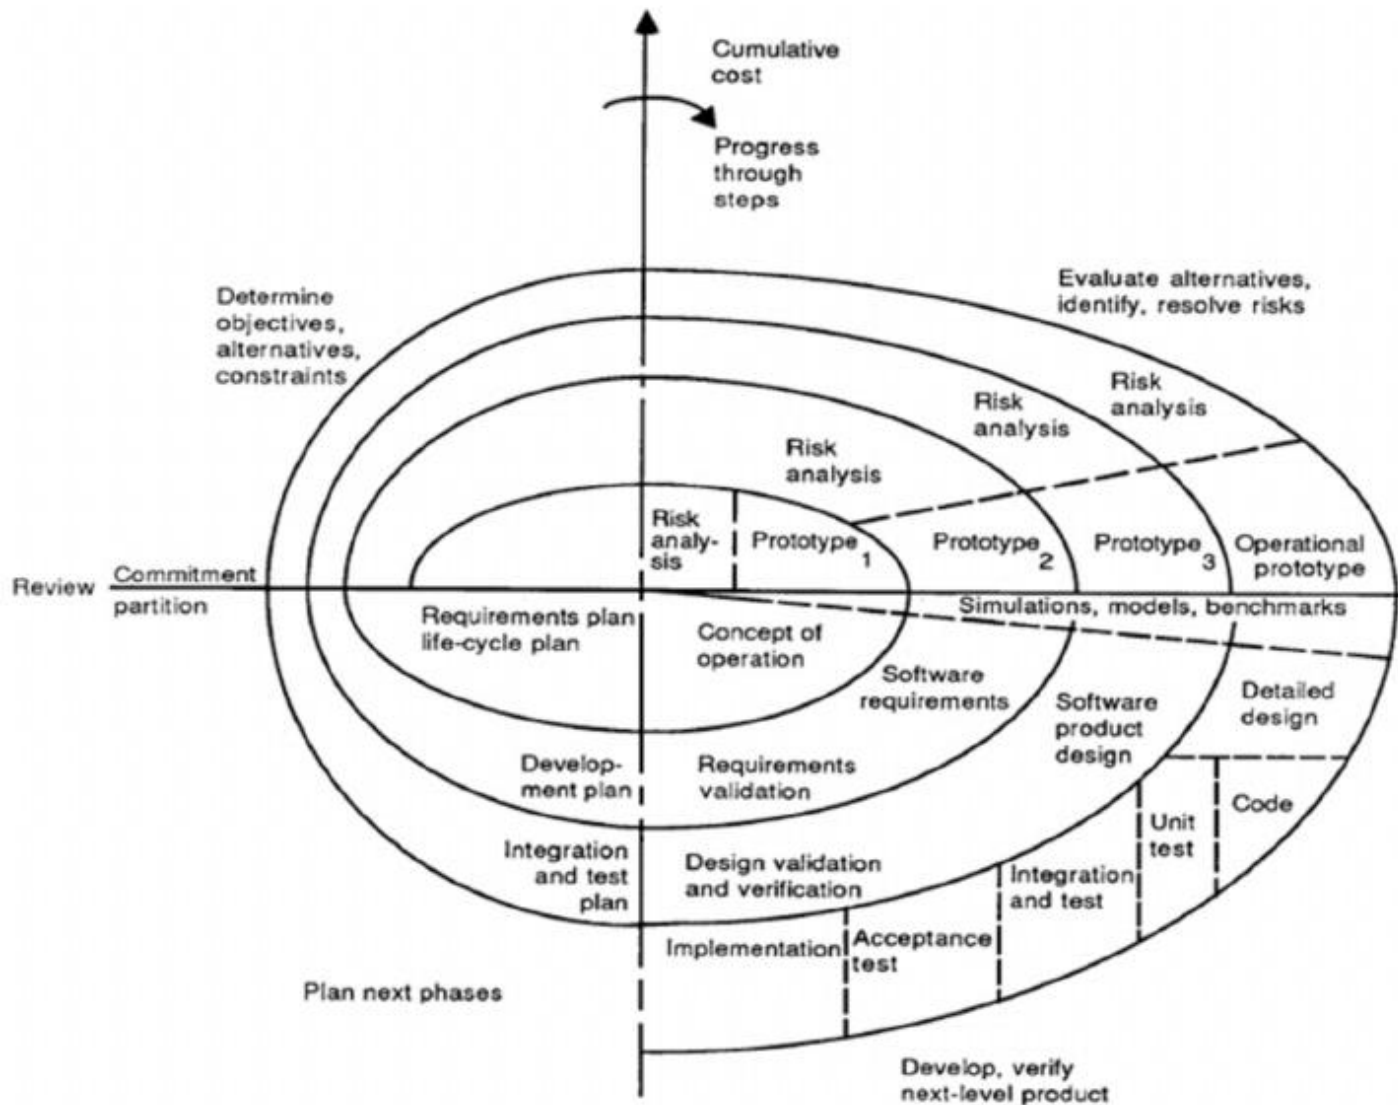 Cumulative
cost
Progress
through
steps
Determine
objectives,
alternatives,
constraints
Evaluate alternatives,
identify, resolve risks
Risk
analysis
Risk
analysis
Risk
analysis
Risk
analy-
sis
Prototype 1
Prototype 2
Prototype 3
Operational
prototype
Review
Commitment
partition
Requirements plan
life-cycle plan
Concept of
operation
Simulations, models, benchmarks
Software
requirements
Software
product
design
Detailed
design
Develop-
ment plan
Requirements
validation
Code
Unit
test
Integration
and test
plan
Design validation
and verification
Integration
and test
Acceptance
test
Implementation
Plan next phases
Develop, verify
next-level product